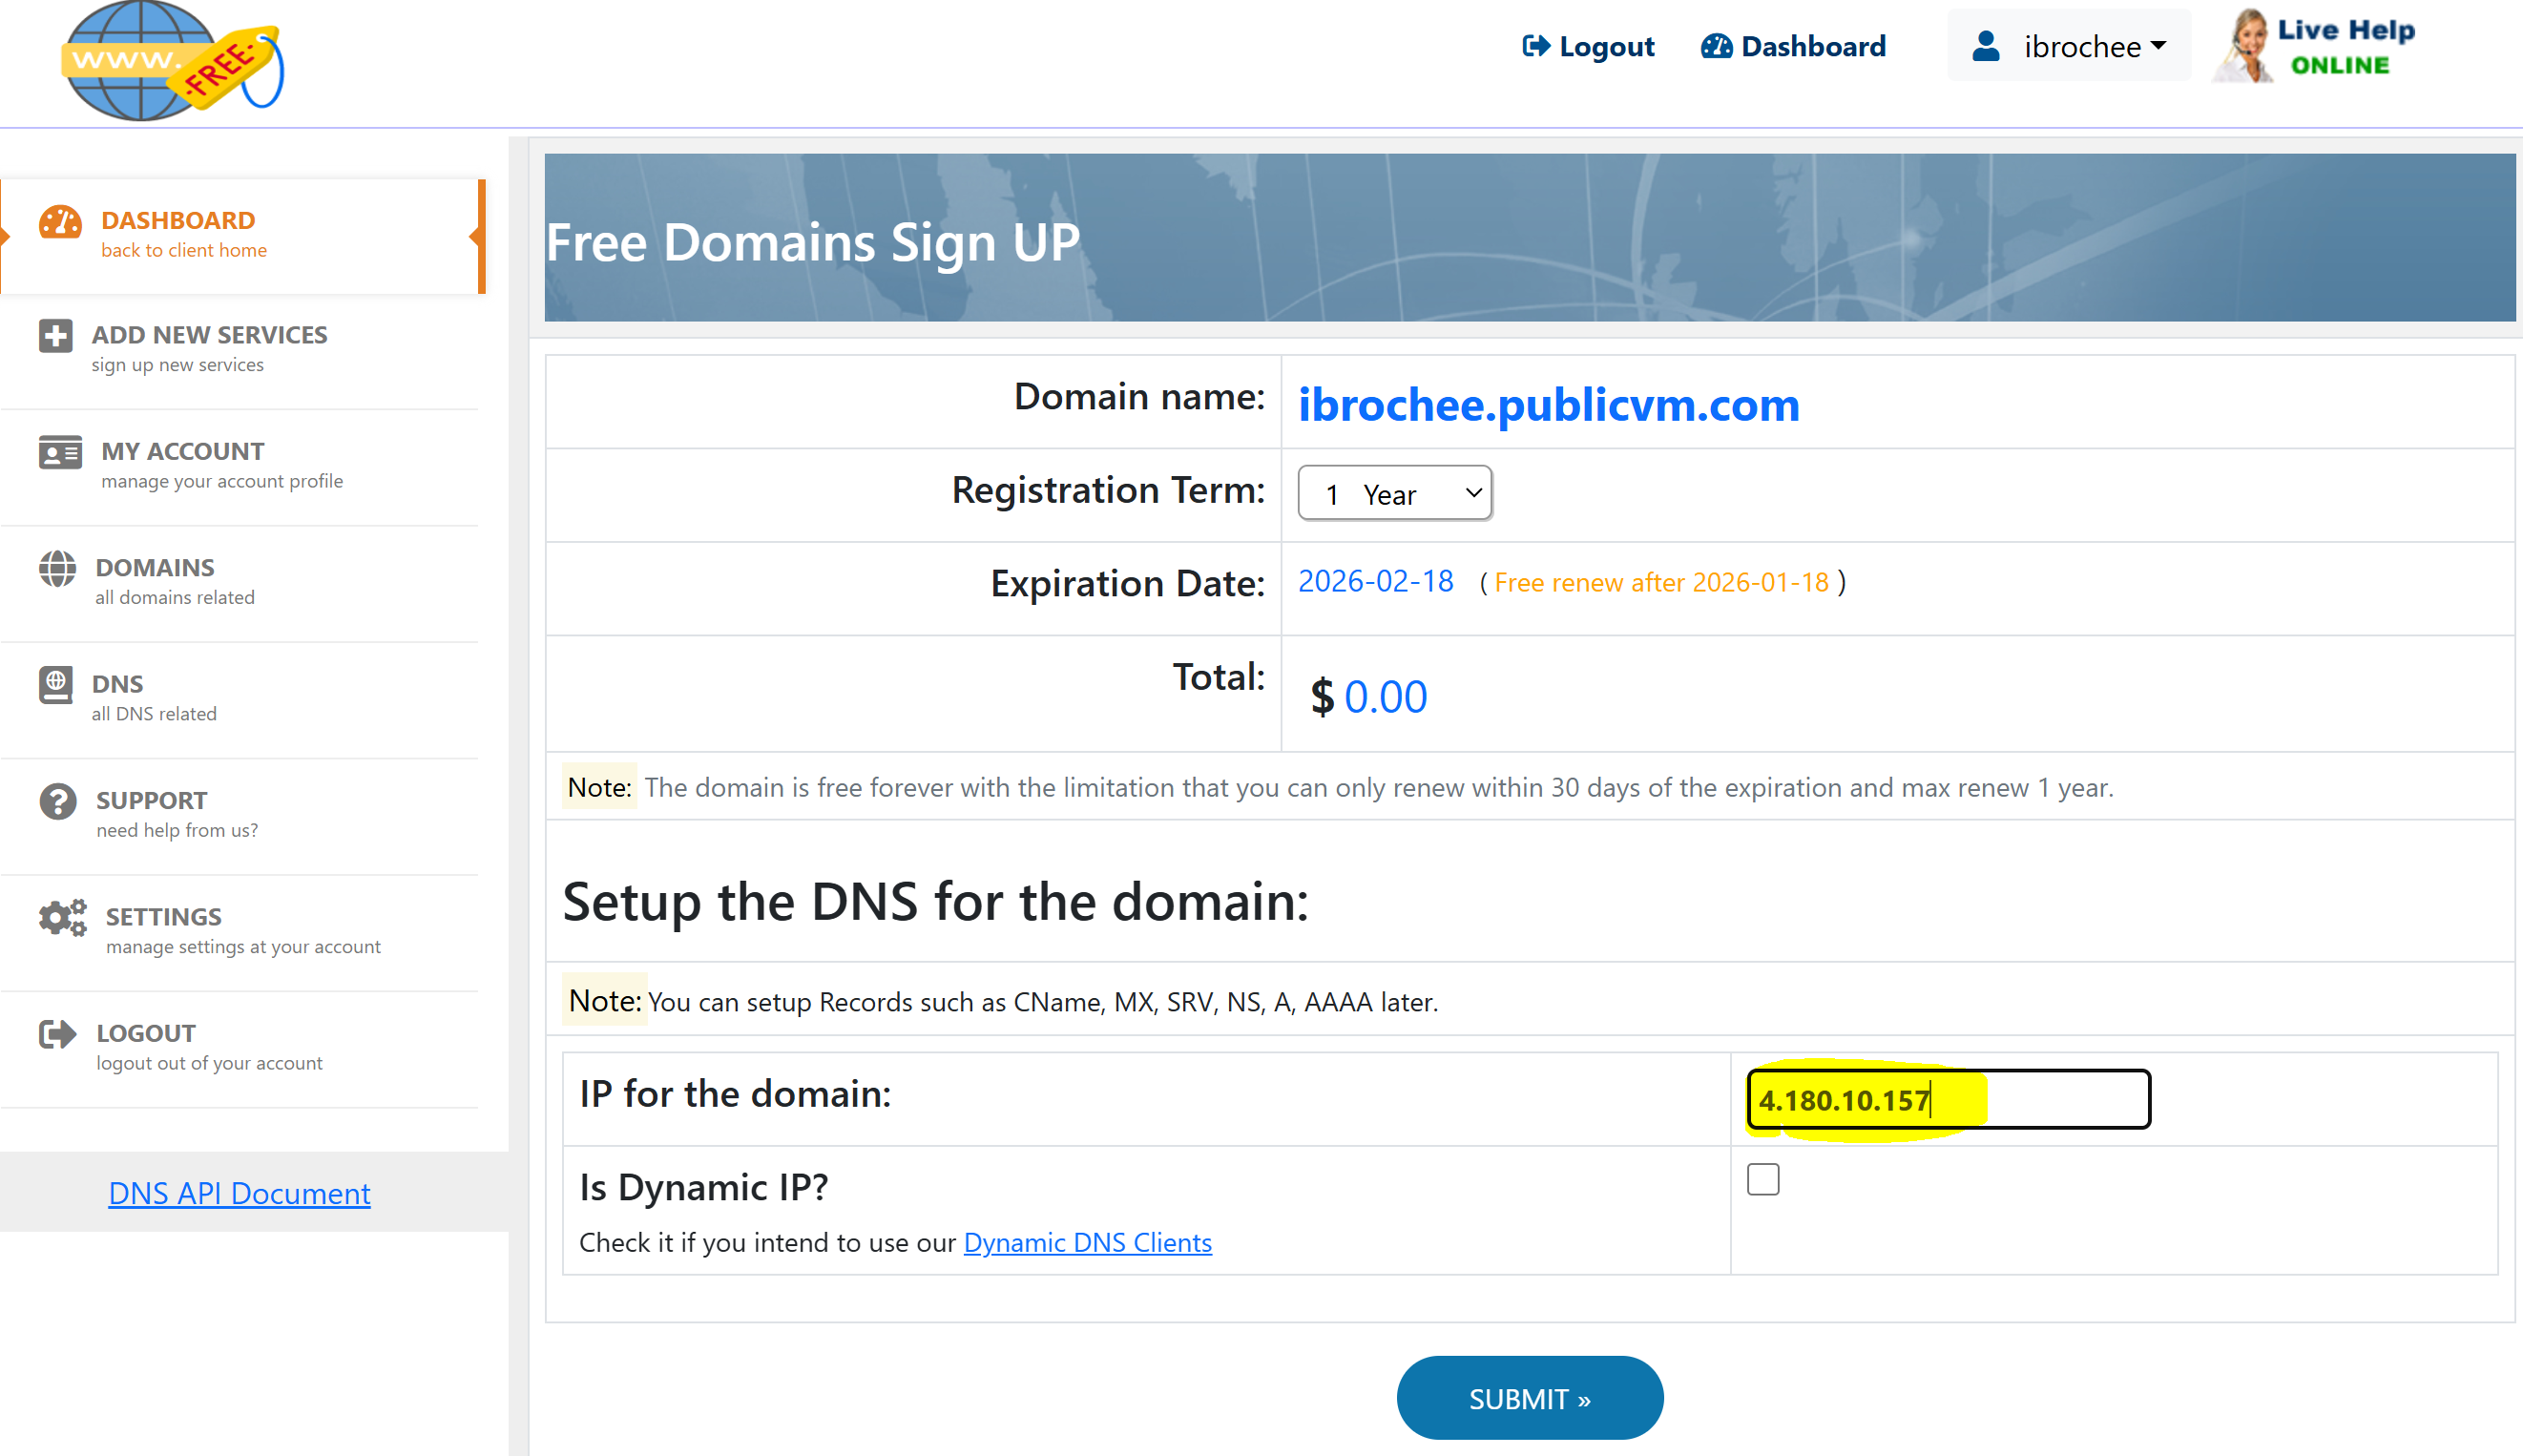 www.
-FREE-
Logout
Dashboard
ibrochee
Live Help
ONLINE
DASHBOARD
back to client home
ADD NEW SERVICES
sign up new services
MY ACCOUNT
manage your account profile
DOMAINS
all domains related
DNS
all DNS related
SUPPORT
need help from us?
SETTINGS
manage settings at your account
LOGOUT
logout out of your account
DNS API Document
Free Domains Sign UP
Domain name: ibrochee.publicvm.com
Registration Term: 1 Year
Expiration Date: 2026-02-18 ( Free renew after 2026-01-18 )
Total: $ 0.00
Note: The domain is free forever with the limitation that you can only renew within 30 days of the expiration and max renew 1 year.
Setup the DNS for the domain:
Note: You can setup Records such as CName, MX, SRV, NS, A, AAAA later.
IP for the domain: 4.180.10.157
Is Dynamic IP?
Check it if you intend to use our Dynamic DNS Clients
SUBMIT »